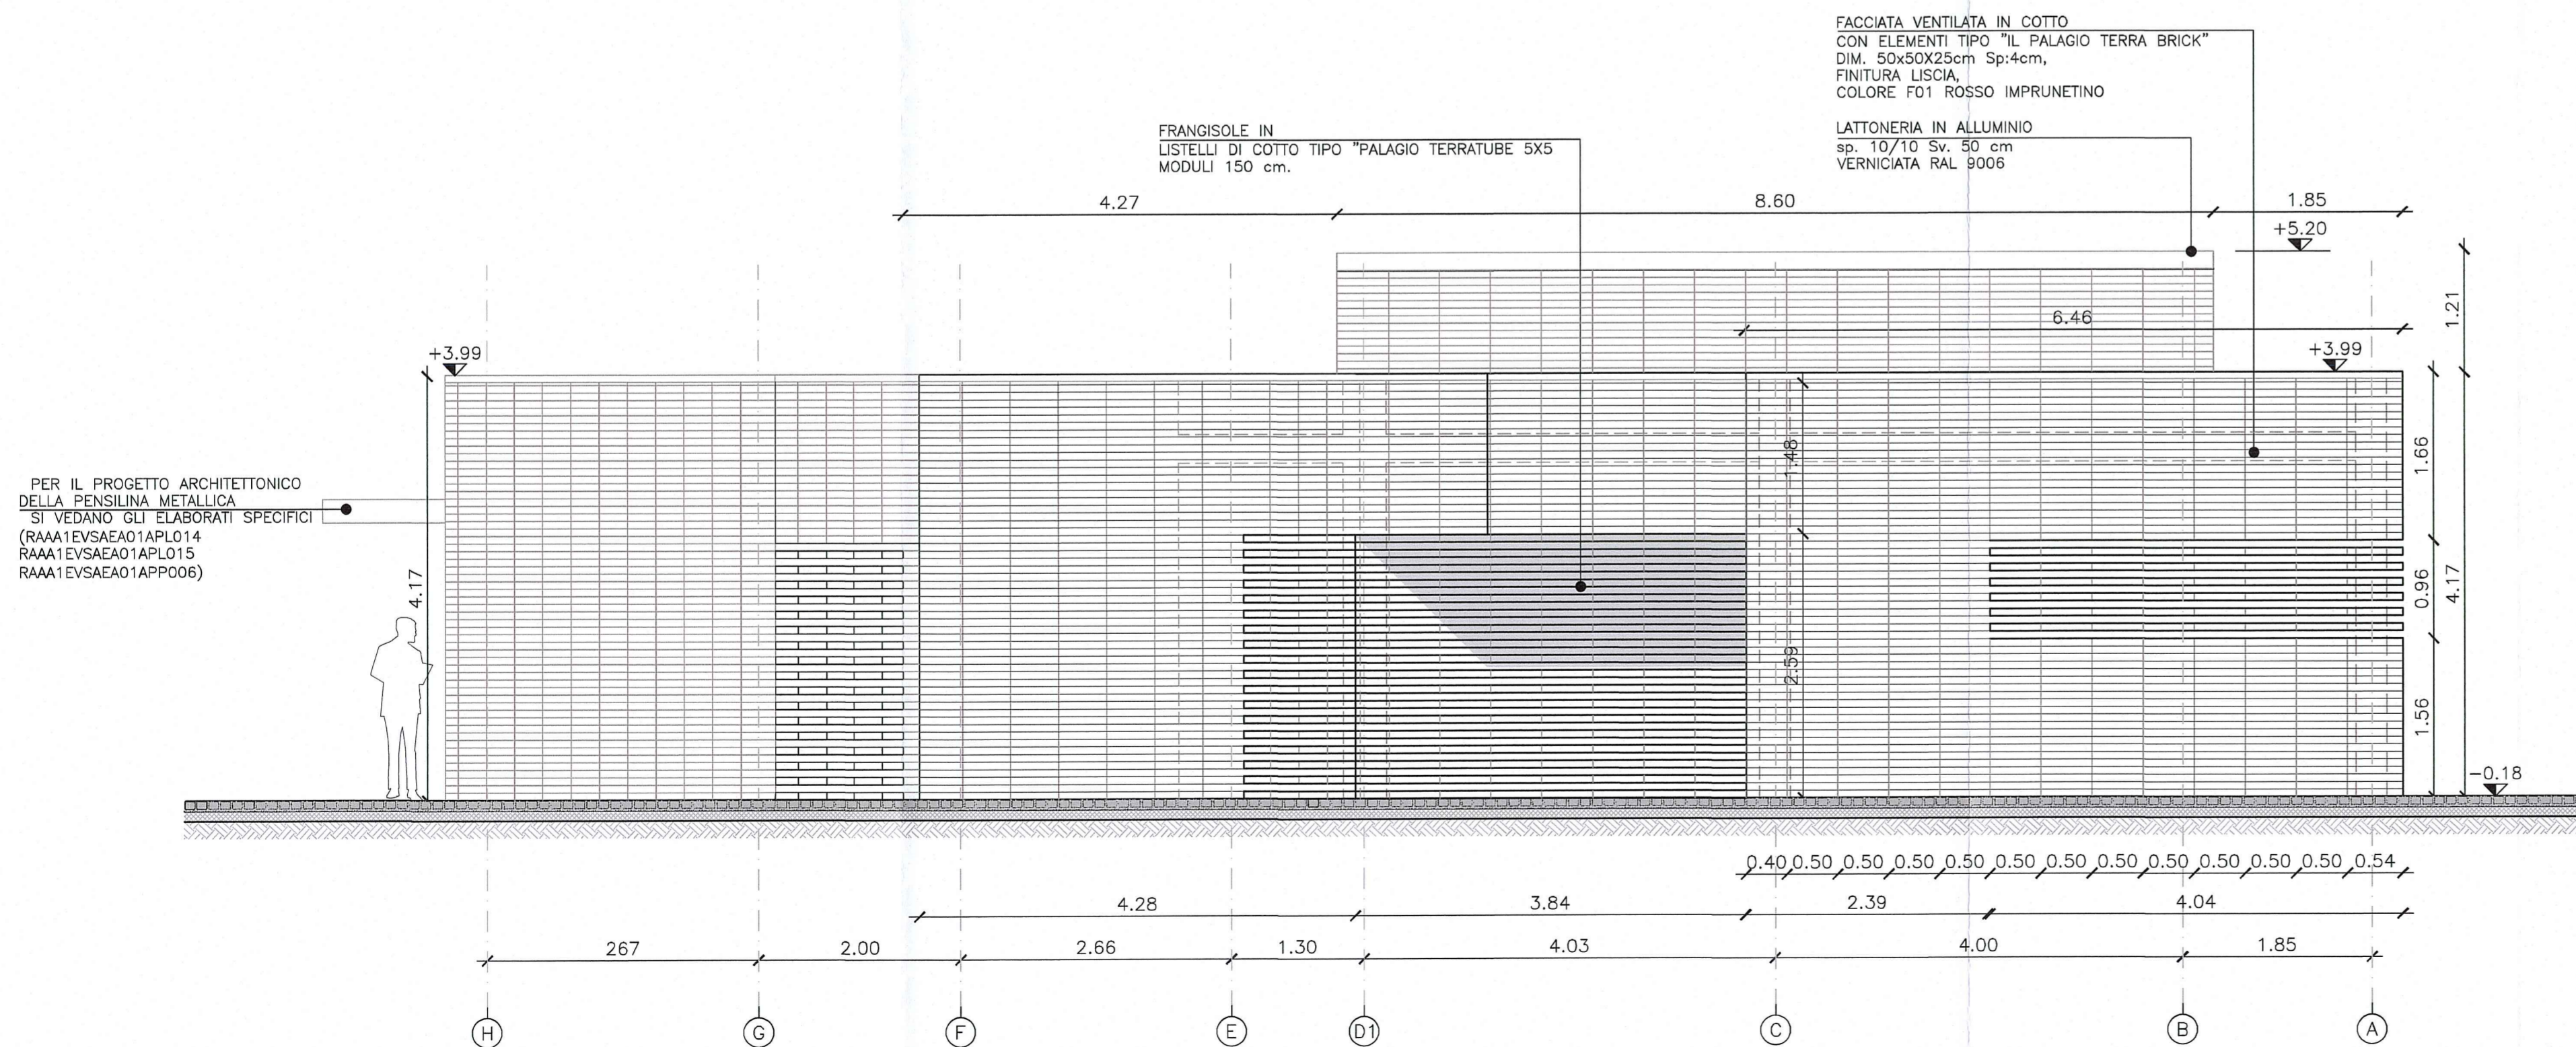 FACCIATA VENTILATA IN COTTO
CON ELEMENTI TIPO "IL PALAGIO TERRA BRICK"
DIM. 50x50X25cm Sp:4cm,
FINITURA LISCIA,
COLORE F01 ROSSO IMPRUNETINO
FRANGISOLE IN
LISTELLI DI COTTO TIPO "PALAGIO TERRATUBE 5X5
MODULI 150 cm.
LATTONERIA IN ALLUMINIO
sp. 10/10 Sv. 50 cm
VERNICIATA RAL 9006
4.27
8.60
1.85
+5.20
1.21
6.46
+3.99
+3.99
1.48
1.66
PER IL PROGETTO ARCHITETTONICO
DELLA PENSILINA METALLICA
SI VEDANO GLI ELABORATI SPECIFICI
(RAAA1EVSAEA01APL014
RAAA1EVSAEA01APL015
RAAA1EVSAEA01APP006)
4.17
0.96
4.17
2.59
1.56
-0.18
0.40 0.50 0.50 0.50 0.50 0.50 0.50 0.50 0.50 0.50 0.50 0.50 0.54
4.28
3.84
2.39
4.04
267
2.00
2.66
1.30
4.03
4.00
1.85
H
G
F
E
D1
C
B
A